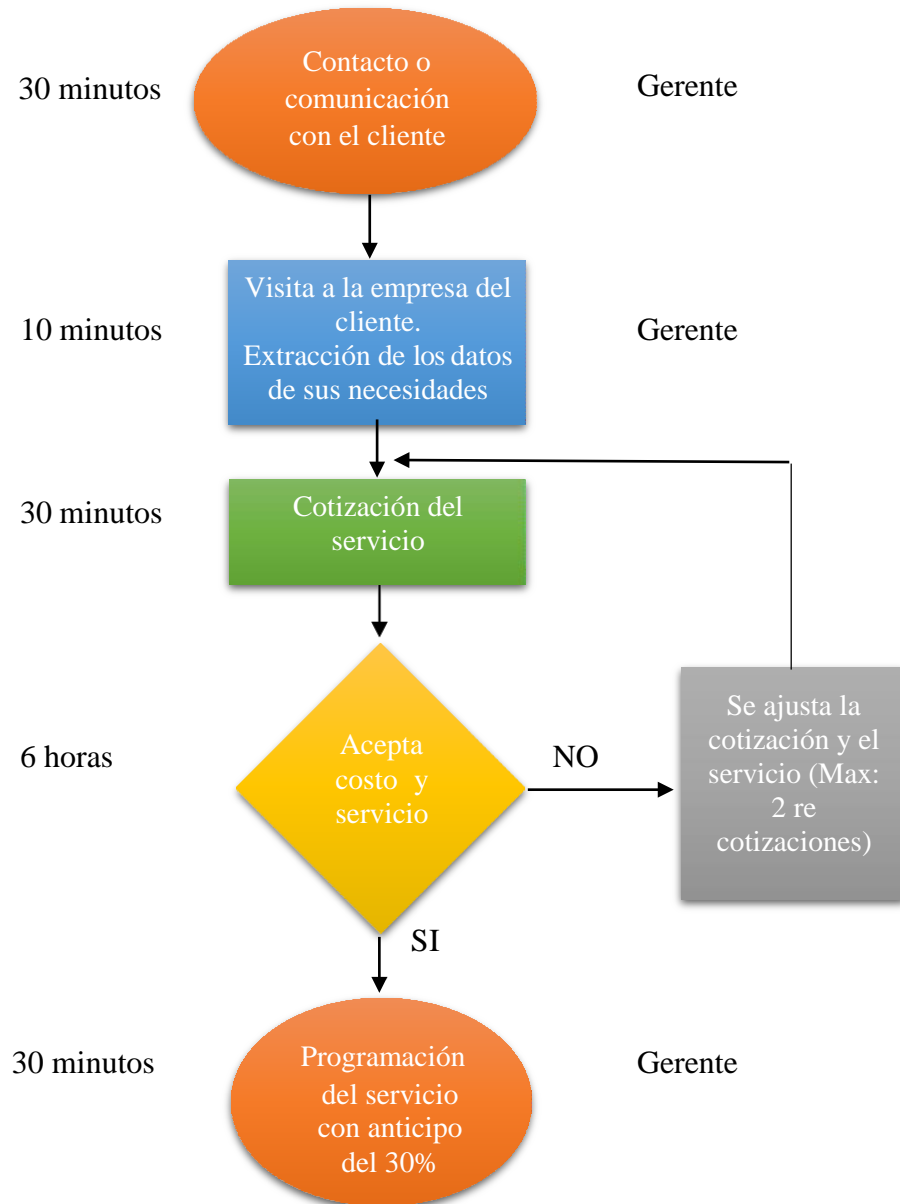 30 minutos
Contacto o
comunicación
con el cliente
Gerente
10 minutos
Visita a la empresa del
cliente.
Extracción de los datos
de sus necesidades
Gerente
30 minutos
Cotización del
servicio
6 horas
Acepta
costo y
servicio
NO
Se ajusta la
cotización y el
servicio (Max:
2 re
cotizaciones)
SI
30 minutos
Programación
del servicio
con anticipo
del 30%
Gerente